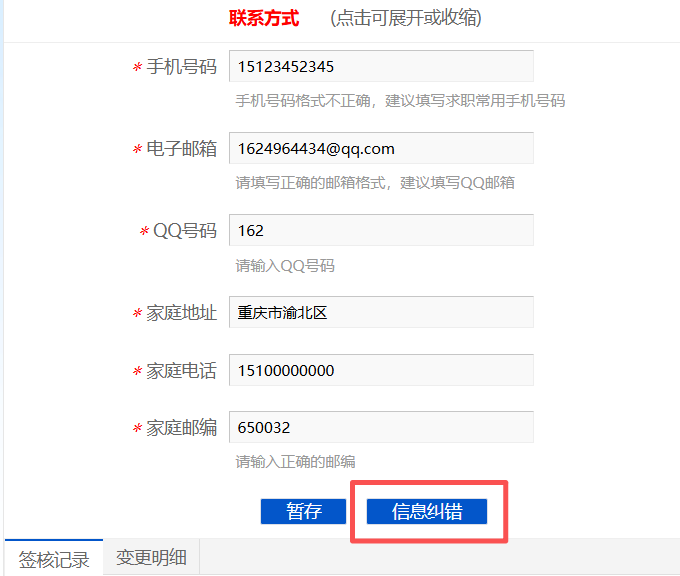 联系方式 (点击可展开或收缩)
* 手机号码 15123452345
手机号码格式不正确，建议填写求职常用手机号码
* 电子邮箱 1624964434@qq.com
请填写正确的邮箱格式，建议填写QQ邮箱
* QQ号码 162
请输入QQ号码
* 家庭地址 重庆市渝北区
* 家庭电话 15100000000
* 家庭邮编 650032
请输入正确的邮编
暂存 信息纠错
签核记录 变更明细